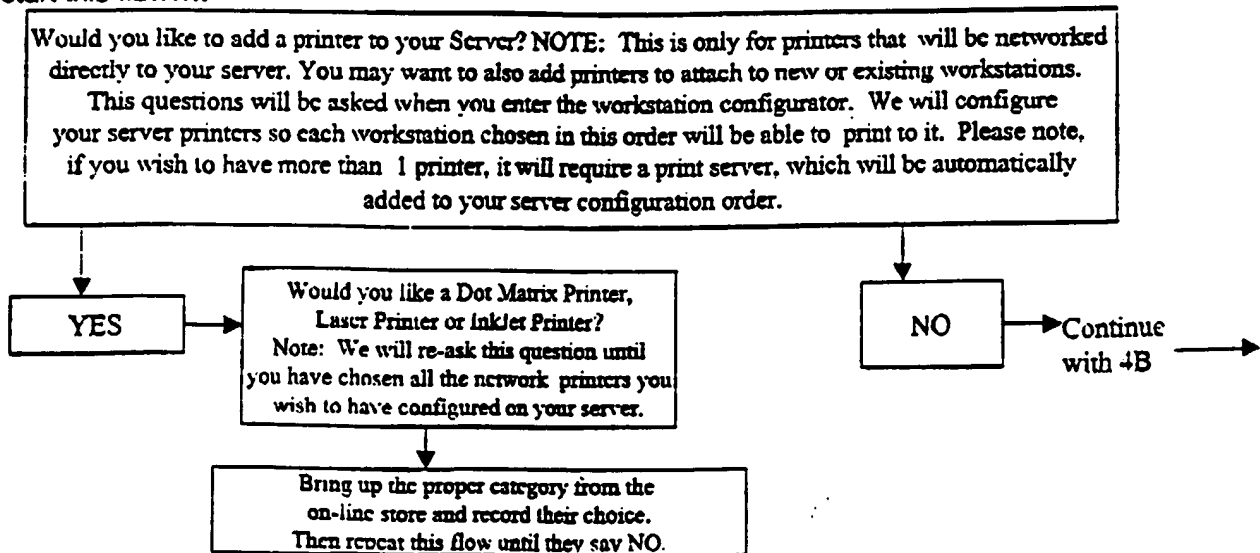 Would you like to add a printer to your Server? NOTE: This is only for printers that will be networked
directly to your server. You may want to also add printers to attach to new or existing workstations.
This questions will be asked when you enter the workstation configurator. We will configure
your server printers so each workstation chosen in this order will be able to print to it. Please note,
if you wish to have more than 1 printer, it will require a print server, which will be automatically
added to your server configuration order.
YES
Would you like a Dot Matrix Printer,
Laser Printer or InkJet Printer?
Note: We will re-ask this question until
you have chosen all the network printers you
wish to have configured on your server.
NO
Continue
with 4B
Bring up the proper category from the
on-line store and record their choice.
Then repeat this flow until they say NO.